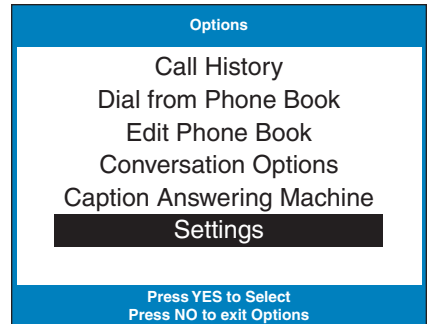 Options
Call History
Dial from Phone Book
Edit Phone Book
Conversation Options
Caption Answering Machine
Settings
Press YES to Select
Press NO to exit Options